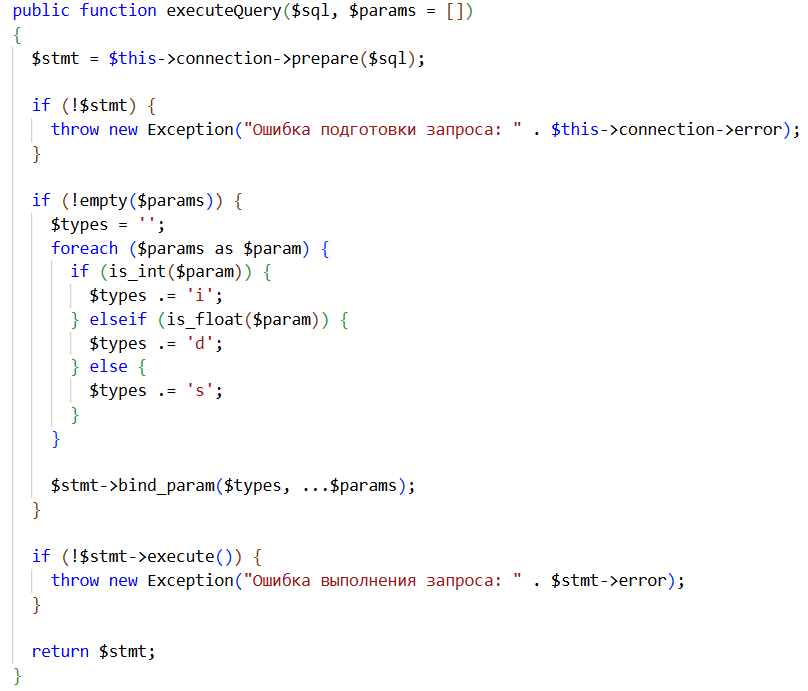 public function executeQuery($sql, $params = [])
{
  $stmt = $this->connection->prepare($sql);

  if (!$stmt) {
    throw new Exception("Ошибка подготовки запроса: " . $this->connection->error);
  }

  if (!empty($params)) {
    $types = '';
    foreach ($params as $param) {
      if (is_int($param)) {
        $types .= 'i';
      } elseif (is_float($param)) {
        $types .= 'd';
      } else {
        $types .= 's';
      }
    }

    $stmt->bind_param($types, ...$params);
  }

  if (!$stmt->execute()) {
    throw new Exception("Ошибка выполнения запроса: " . $stmt->error);
  }

  return $stmt;
}